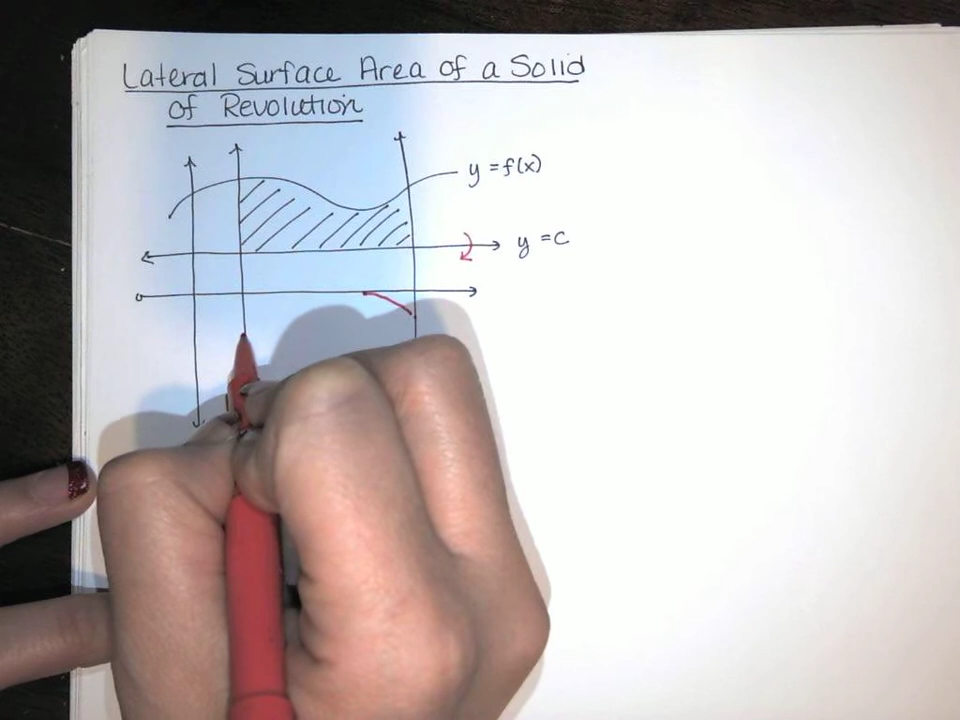 Lateral Surface Area of a Solid
of Revolution
y = f(x)
y = c